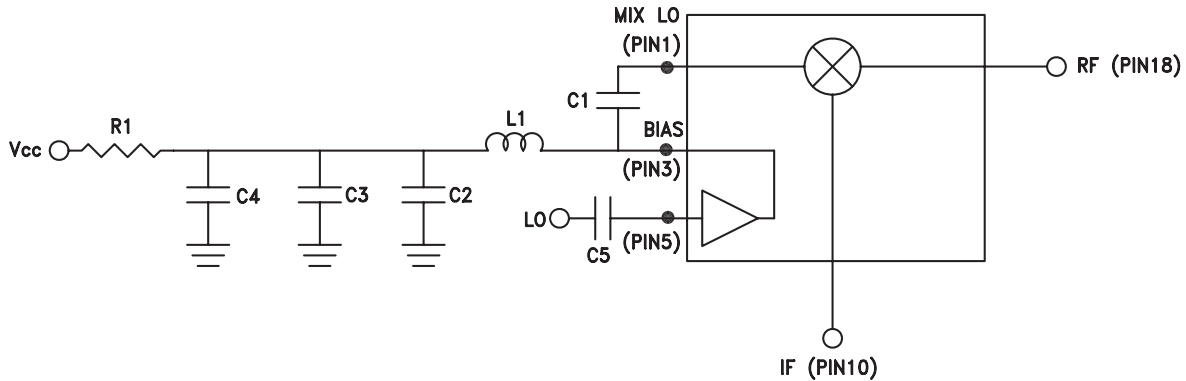 MIX LO
(PIN1)
RF (PIN18)
C1
R1
L1
BIAS
Vcc
(PIN3)
C4
C3
C2
LO
(PIN5)
C5
IF (PIN10)